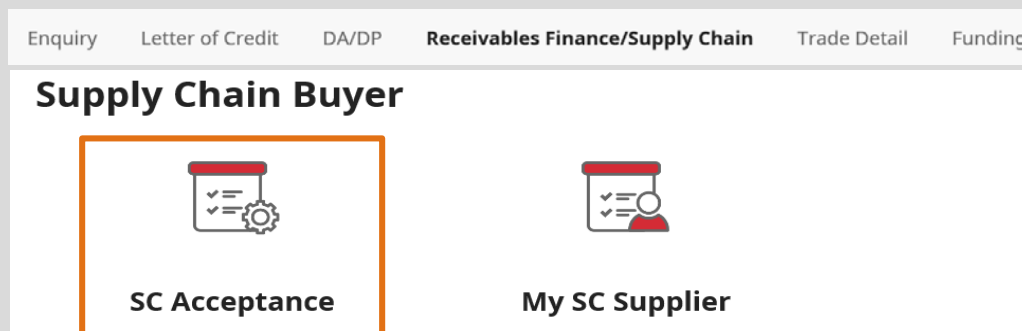 Enquiry Letter of Credit DA/DP Receivables Finance/Supply Chain Trade Detail Funding
Supply Chain Buyer
SC Acceptance My SC Supplier